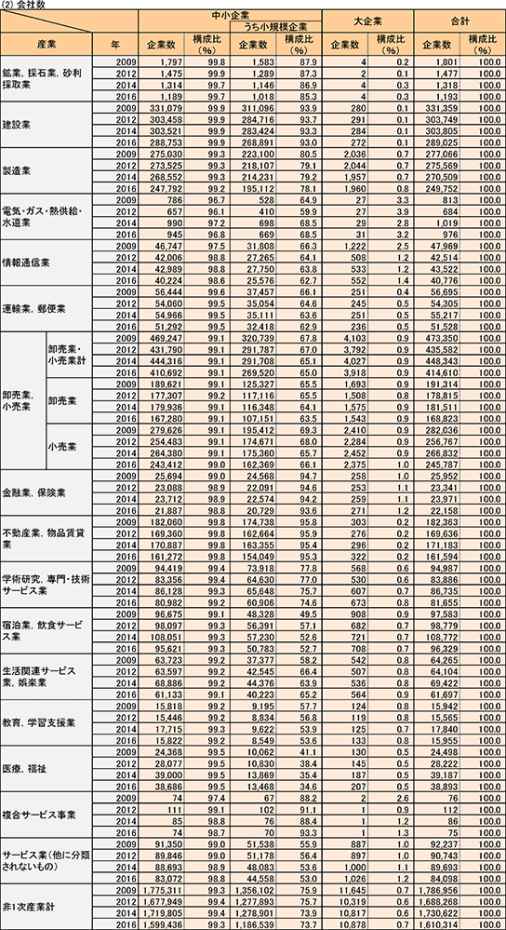 (2) 会社数
中小企業 大企業 合計
うち小規模企業
産業 年 企業数 構成比(%) 企業数 構成比(%) 企業数 構成比(%) 企業数 構成比(%)
鉱業，採石業，砂利採取業
2009 1,797 99.8 1,583 87.9 4 0.2 1,801 100.0
2012 1,475 99.9 1,289 87.3 2 0.1 1,477 100.0
2014 1,314 99.7 1,146 86.9 4 0.3 1,318 100.0
2016 1,189 99.7 1,018 85.3 4 0.3 1,193 100.0
建設業
2009 331,079 99.9 311,096 93.9 280 0.1 331,359 100.0
2012 303,458 99.9 284,716 93.7 291 0.1 303,749 100.0
2014 303,521 99.9 283,424 93.3 284 0.1 303,805 100.0
2016 288,753 99.9 268,891 93.0 272 0.1 289,025 100.0
製造業
2009 275,030 99.3 223,100 80.5 2,036 0.7 277,066 100.0
2012 273,525 99.3 218,107 79.1 2,044 0.7 275,569 100.0
2014 268,552 99.3 214,231 79.2 1,957 0.7 270,509 100.0
2016 247,792 99.2 195,112 78.1 1,960 0.8 249,752 100.0
電気・ガス・熱供給・水道業
2009 786 96.7 528 64.9 27 3.3 813 100.0
2012 657 96.1 410 59.9 27 3.9 684 100.0
2014 990 97.2 698 68.5 29 2.8 1,019 100.0
2016 945 96.8 669 68.5 31 3.2 976 100.0
情報通信業
2009 46,747 97.5 31,808 66.3 1,222 2.5 47,969 100.0
2012 42,006 98.8 27,265 64.1 508 1.2 42,514 100.0
2014 42,989 98.8 27,750 63.8 533 1.2 43,522 100.0
2016 40,224 98.6 25,576 62.7 552 1.4 40,776 100.0
運輸業，郵便業
2009 56,444 99.6 37,457 66.1 251 0.4 56,695 100.0
2012 54,060 99.5 35,054 64.6 245 0.5 54,305 100.0
2014 54,966 99.5 35,111 63.6 251 0.5 55,217 100.0
2016 51,292 99.5 32,418 62.9 236 0.5 51,528 100.0
卸売業，小売業
卸売業・小売業計
2009 469,247 99.1 320,739 67.8 4,103 0.9 473,350 100.0
2012 431,790 99.1 291,787 67.0 3,792 0.9 435,582 100.0
2014 444,316 99.1 291,708 65.1 4,027 0.9 448,343 100.0
2016 410,692 99.1 269,520 65.0 3,918 0.9 414,610 100.0
卸売業
2009 189,621 99.1 125,327 65.5 1,693 0.9 191,314 100.0
2012 177,307 99.2 117,116 65.5 1,508 0.8 178,815 100.0
2014 179,936 99.1 116,348 64.1 1,575 0.9 181,511 100.0
2016 167,280 99.1 107,151 63.5 1,543 0.9 168,823 100.0
小売業
2009 279,626 99.1 195,412 69.3 2,410 0.9 282,036 100.0
2012 254,483 99.1 174,671 68.0 2,284 0.9 256,767 100.0
2014 264,380 99.1 175,360 65.7 2,452 0.9 266,832 100.0
2016 243,412 99.0 162,369 66.1 2,375 1.0 245,787 100.0
金融業，保険業
2009 25,694 99.0 24,568 94.7 258 1.0 25,952 100.0
2012 23,088 98.9 22,091 94.6 253 1.1 23,341 100.0
2014 23,712 98.9 22,574 94.2 259 1.1 23,971 100.0
2016 21,887 98.8 20,729 93.6 271 1.2 22,158 100.0
不動産業，物品賃貸業
2009 182,060 99.8 174,738 95.8 303 0.2 182,363 100.0
2012 169,360 99.8 162,664 95.9 276 0.2 169,636 100.0
2014 170,887 99.8 163,355 95.4 296 0.2 171,183 100.0
2016 161,272 99.8 154,049 95.3 322 0.2 161,594 100.0
学術研究，専門・技術サービス業
2009 94,419 99.4 73,918 77.8 568 0.6 94,987 100.0
2012 83,356 99.4 64,630 77.0 530 0.6 83,886 100.0
2014 86,128 99.3 65,648 75.7 607 0.7 86,735 100.0
2016 80,982 99.2 60,906 74.6 673 0.8 81,655 100.0
宿泊業，飲食サービス業
2009 96,675 99.1 48,328 49.5 908 0.9 97,583 100.0
2012 98,097 99.3 56,391 57.1 682 0.7 98,779 100.0
2014 108,051 99.3 57,230 52.6 721 0.7 108,772 100.0
2016 95,621 99.3 50,783 52.7 708 0.7 96,329 100.0
生活関連サービス業，娯楽業
2009 63,723 99.2 37,377 58.2 542 0.8 64,265 100.0
2012 63,597 99.2 42,545 66.4 507 0.8 64,104 100.0
2014 68,886 99.2 44,376 63.9 536 0.8 69,422 100.0
2016 61,133 99.1 40,223 65.2 564 0.9 61,697 100.0
教育，学習支援業
2009 15,818 99.2 9,195 57.7 124 0.8 15,942 100.0
2012 15,446 99.2 8,834 56.8 119 0.8 15,565 100.0
2014 17,715 99.3 9,622 53.9 125 0.7 17,840 100.0
2016 15,822 99.2 8,549 53.6 133 0.8 15,955 100.0
医療，福祉
2009 24,368 99.5 10,062 41.1 130 0.5 24,498 100.0
2012 28,077 99.5 10,830 38.4 145 0.5 28,222 100.0
2014 39,000 99.5 13,869 35.4 187 0.5 39,187 100.0
2016 38,686 99.5 13,468 34.6 207 0.5 38,893 100.0
複合サービス事業
2009 74 97.4 67 88.2 2 2.6 76 100.0
2012 111 99.1 102 91.1 1 0.9 112 100.0
2014 85 98.8 76 88.4 1 1.2 86 100.0
2016 74 98.7 70 93.3 1 1.3 75 100.0
サービス業（他に分類されないもの）
2009 91,350 99.0 51,538 55.9 887 1.0 92,237 100.0
2012 89,846 99.0 51,178 56.4 897 1.0 90,743 100.0
2014 88,693 98.9 48,083 53.6 1,000 1.1 89,693 100.0
2016 83,072 98.8 44,558 53.0 1,026 1.2 84,098 100.0
非1次産業計
2009 1,775,311 99.3 1,356,102 75.9 11,645 0.7 1,786,956 100.0
2012 1,677,949 99.4 1,277,893 75.7 10,319 0.6 1,688,268 100.0
2014 1,719,805 99.4 1,278,901 73.9 10,817 0.6 1,730,622 100.0
2016 1,599,436 99.3 1,186,539 73.7 10,878 0.7 1,610,314 100.0